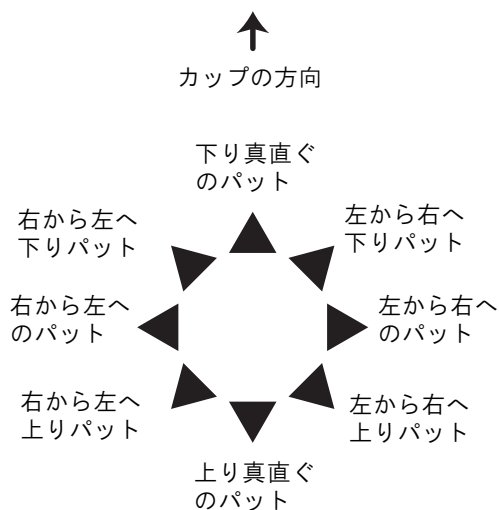 カップの方向
下り真直ぐ
のパット
右から左へ
下りパット
左から右へ
下りパット
右から左へ
のパット
左から右へ
のパット
右から左へ
上りパット
左から右へ
上りパット
上り真直ぐ
のパット